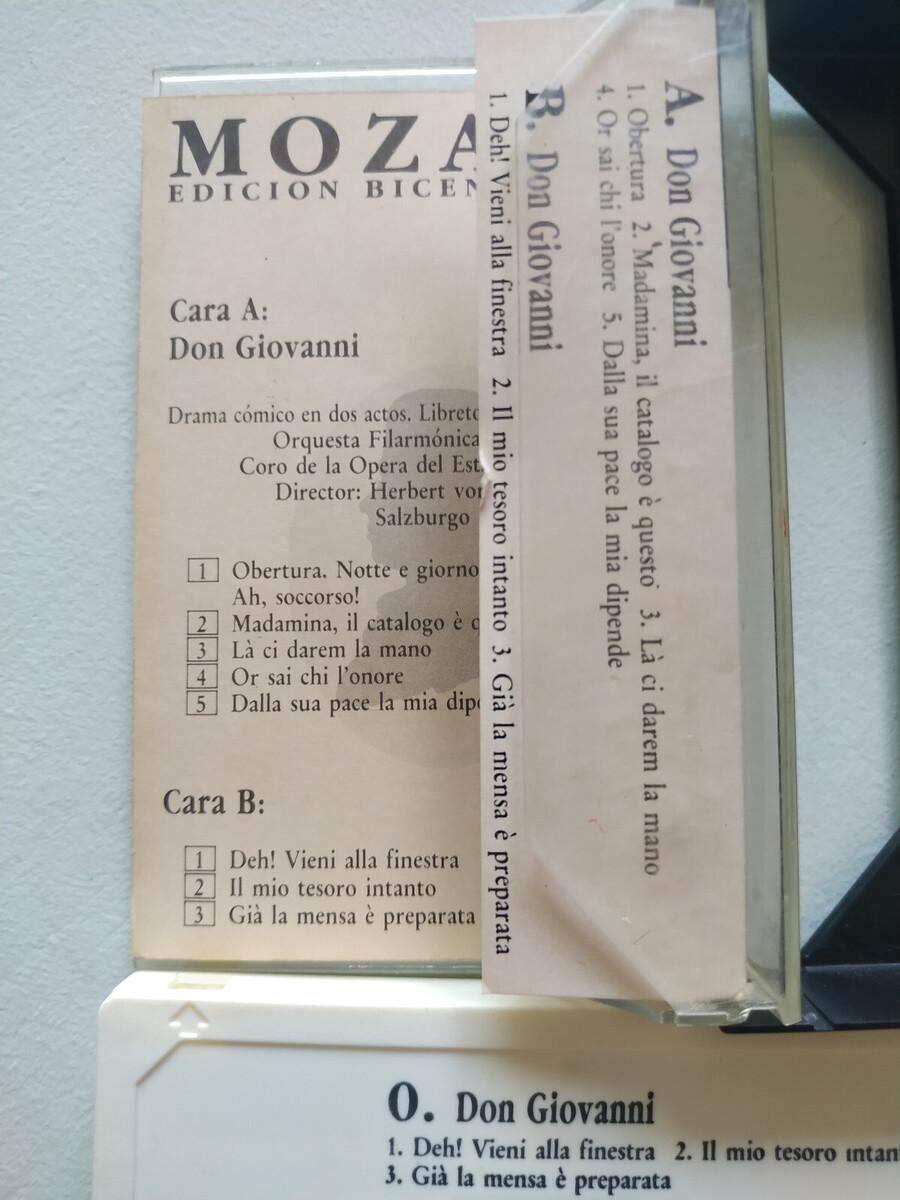 MOZA
EDICION BICEN
Cara A:
Don Giovanni
Drama cómico en dos actos. Libreto
Orquesta Filarmónica
Coro de la Opera del Est
Director: Herbert von
Salzburgo
1 Obertura. Notte e giorno
Ah, soccorso!
2 Madamina, il catalogo è q
3 Là ci darem la mano
4 Or sai chi l'onore
5 Dalla sua pace la mia dipe
Cara B:
1 Deh! Vieni alla finestra
2 Il mio tesoro intanto
3 Già la mensa è preparata
A. Don Giovanni
1. Obertura 2. Madamina, il catalogo è questo 3. Là ci darem la mano
4. Or sai chi l'onore 5. Dalla sua pace la mia dipende
B. Don Giovanni
1. Deh! Vieni alla finestra 2. Il mio tesoro intanto 3. Già la mensa è preparata
O. Don Giovanni
1. Deh! Vieni alla finestra 2. Il mio tesoro intan
3. Già la mensa è preparata